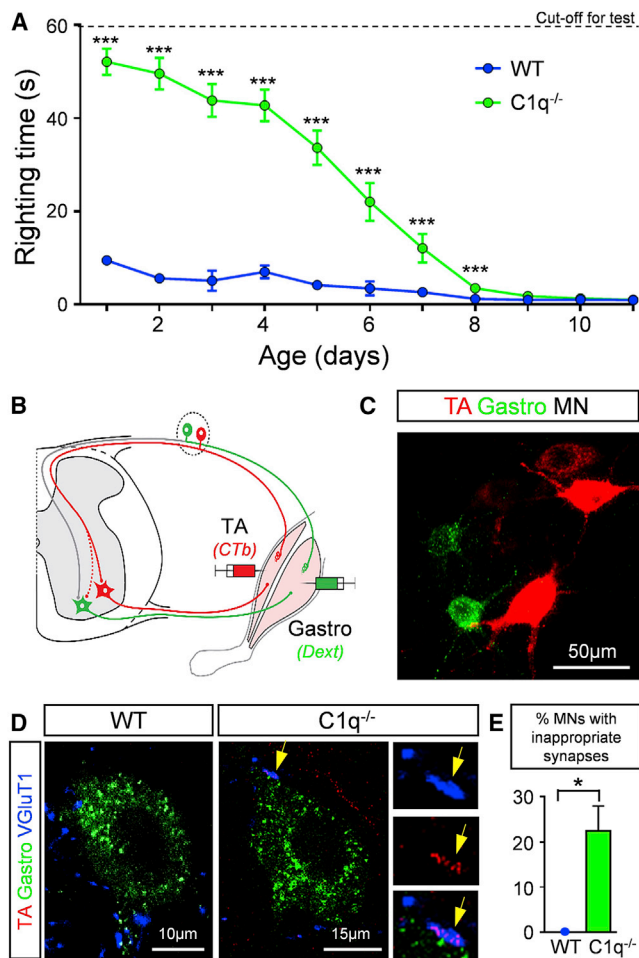 A
Cut-off for test
60
40
20
0
Righting time (s)
*** *** *** *** *** *** *** ***
WT
C1q-/-
2 4 6 8 10
Age (days)
B
TA
(CTb)
Gastro
(Dext)
C
TA Gastro MN
50µm
D
WT
C1q-/-
TA Gastro VGluT1
10µm
15µm
E
% MNs with
inappropriate
synapses
*
30
20
10
0
WT C1q-/-